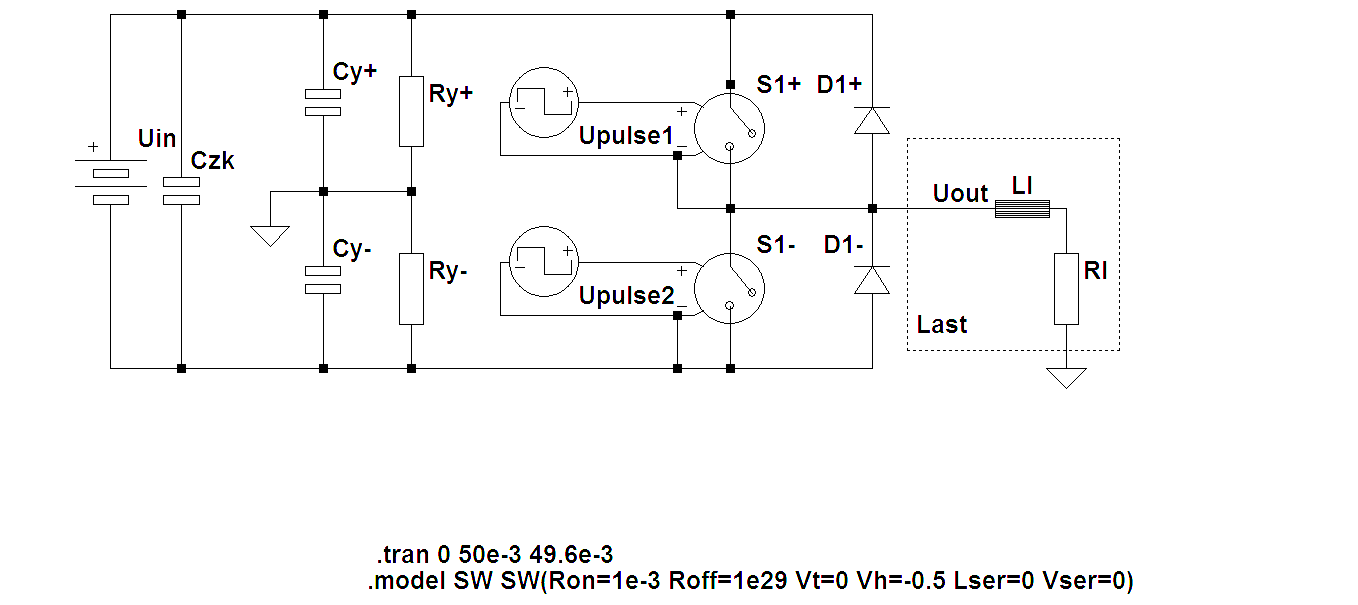 Cy+
Ry+
S1+ D1+
Uin
Upulse1
Czk
Uout
Ll
Cy-
Ry-
S1- D1-
Upulse2
Rl
Last
.tran 0 50e-3 49.6e-3
.model SW SW(Ron=1e-3 Roff=1e29 Vt=0 Vh=-0.5 Lser=0 Vser=0)